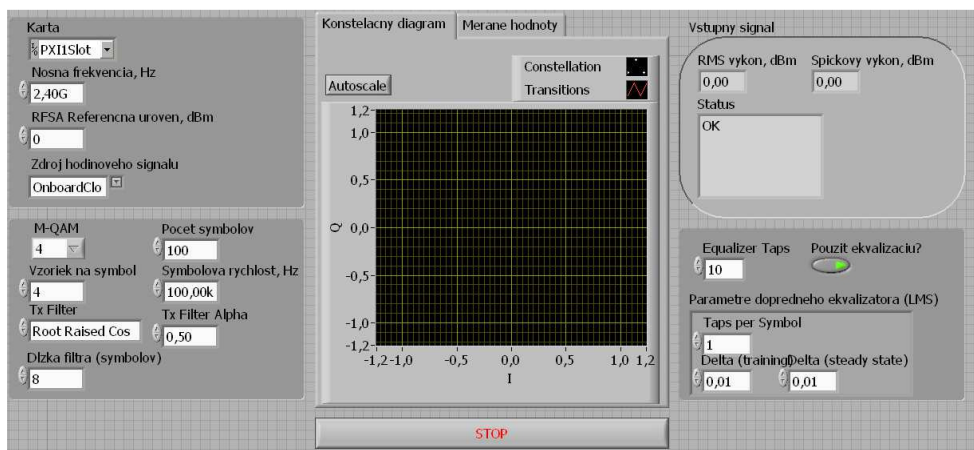 Karta
PXI1Slot
Nosna frekvencia, Hz
2,40G
RFSA Referencna uroven, dBm
0
Zdroj hodinoveho signalu
OnboardClo
M-QAM
4
Pocet symbolov
100
Vzoriek na symbol
4
Symbolova rychlost, Hz
100,00k
Tx Filter
Root Raised Cos
Tx Filter Alpha
0,50
Dlzka filtra (symbolov)
8
Konstelacny diagram
Merane hodnoty
Autoscale
Constellation
Transitions
1,2
1,0
0,5
0,0
-0,5
-1,0
-1,2
Q
-1,2 -1,0 -0,5 0,0 0,5 1,0 1,2
I
STOP
Vstupny signal
RMS vykon, dBm
0,00
Spickovy vykon, dBm
0,00
Status
OK
Equalizer Taps
10
Pouzit ekvalizaciu?
Parametre dopredneho ekvalizatora (LMS)
Taps per Symbol
1
Delta (training)
0,01
Delta (steady state)
0,01